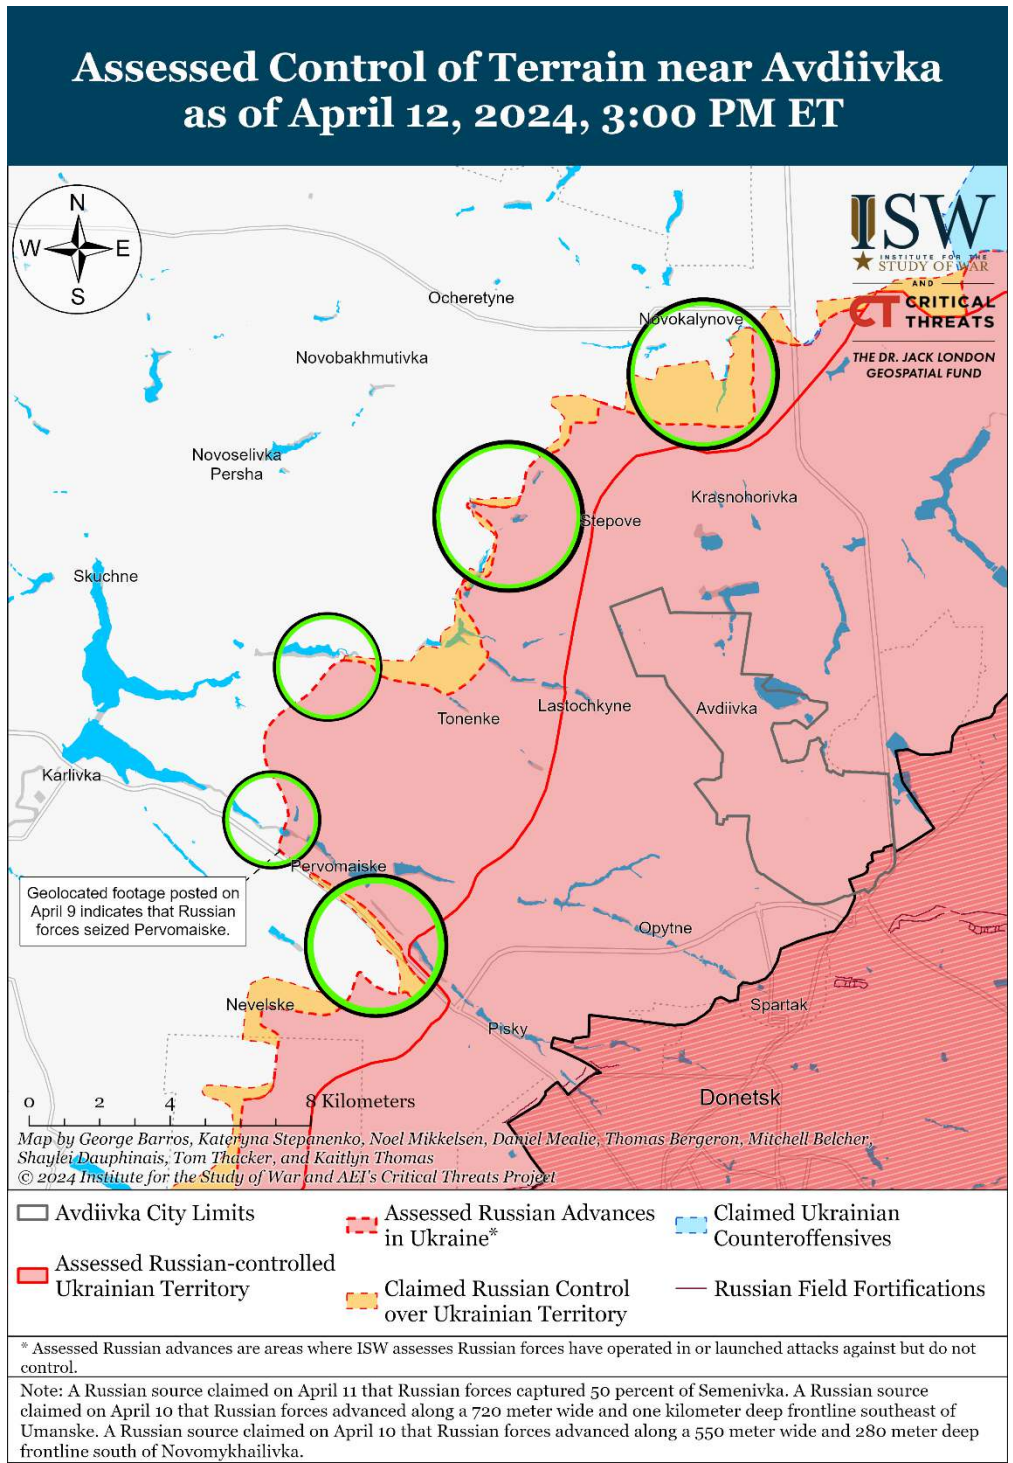 Assessed Control of Terrain near Avdiivka
as of April 12, 2024, 3:00 PM ET
N
W
E
S
ISW
INSTITUTE FOR THE
STUDY OF WAR
AND
CT CRITICAL
THREATS
THE DR. JACK LONDON
GEOSPATIAL FUND
Ocheretyne
Novokalynove
Novobakhmutivka
Novoselivka
Persha
Krasnohorivka
Stepove
Skuchne
Lastochkyne
Avdiivka
Tonenke
Karlivka
Pervomaiske
Geolocated footage posted on
April 9 indicates that Russian
forces seized Pervomaiske.
Opytne
Nevelske
Spartak
Pisky
Donetsk
0 2 4 8 Kilometers
Map by George Barros, Kateryna Stepanenko, Noel Mikkelsen, Daniel Mealie, Thomas Bergeron, Mitchell Belcher,
Shaylei Dauphinais, Tom Thacker, and Kaitlyn Thomas
© 2024 Institute for the Study of War and AEI's Critical Threats Project
Avdiivka City Limits
Assessed Russian-controlled
Ukrainian Territory
Assessed Russian Advances
in Ukraine*
Claimed Russian Control
over Ukrainian Territory
Claimed Ukrainian
Counteroffensives
Russian Field Fortifications
* Assessed Russian advances are areas where ISW assesses Russian forces have operated in or launched attacks against but do not
control.
Note: A Russian source claimed on April 11 that Russian forces captured 50 percent of Semenivka. A Russian source
claimed on April 10 that Russian forces advanced along a 720 meter wide and one kilometer deep frontline southeast of
Umanske. A Russian source claimed on April 10 that Russian forces advanced along a 550 meter wide and 280 meter deep
frontline south of Novomykhailivka.